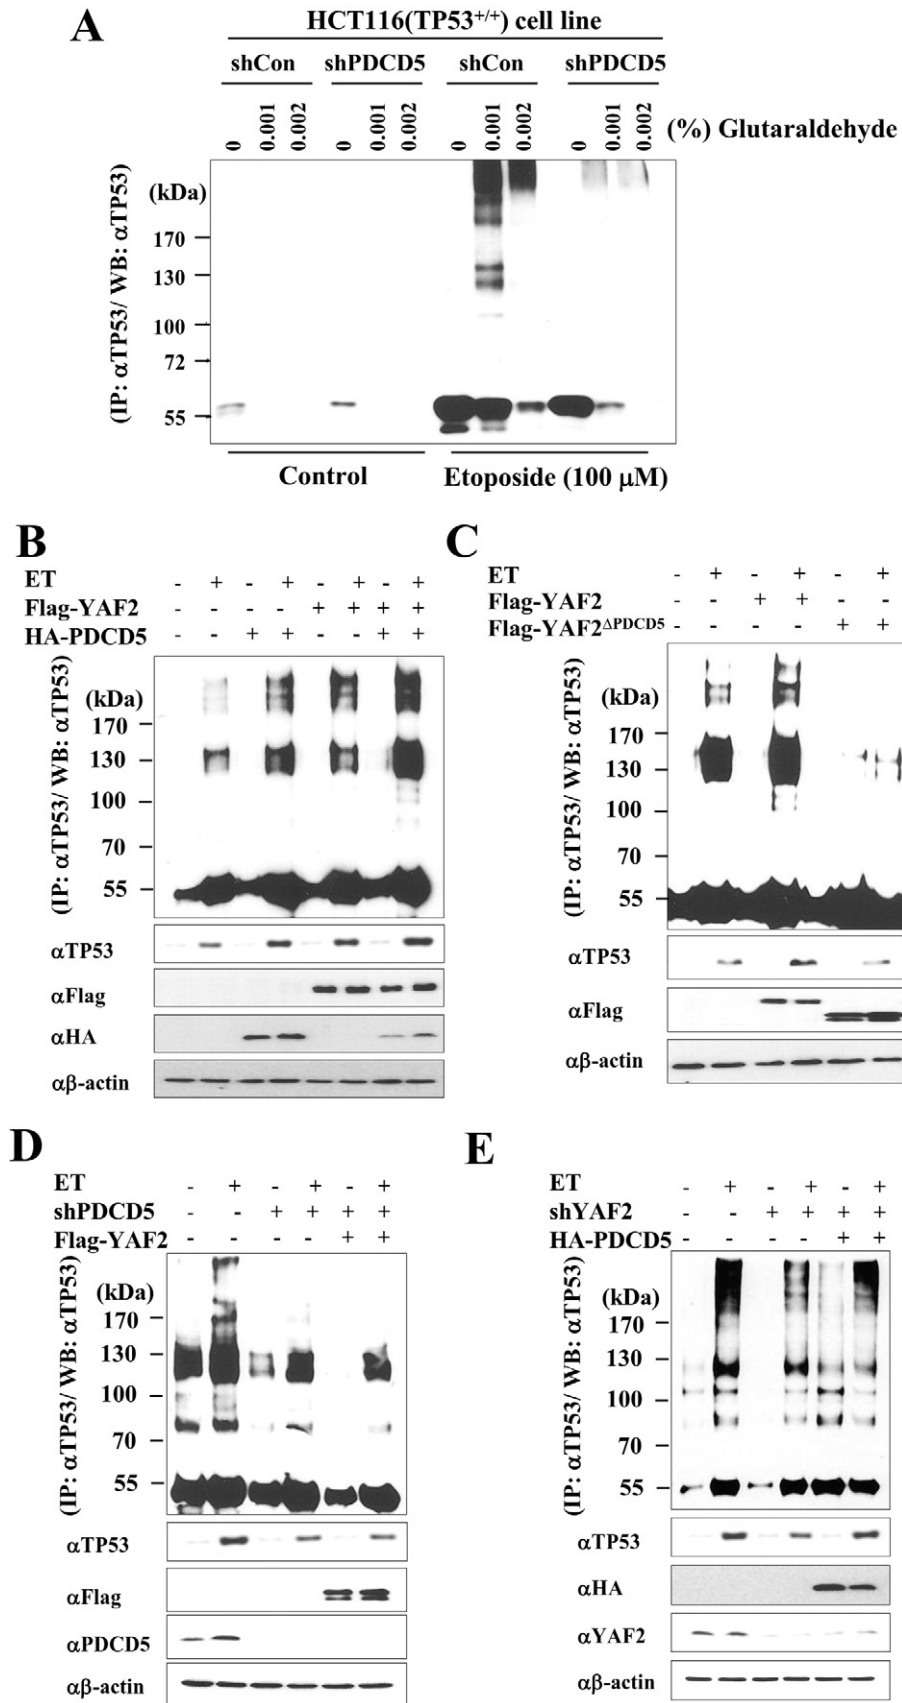 A
HCT116(TP53+/+) cell line
shCon shPDCD5 shCon shPDCD5
0 0.001 0.002 0 0.001 0.002 0 0.001 0.002 0 0.001 0.002 (%) Glutaraldehyde
(IP: αTP53/ WB: αTP53)
(kDa)
170
130
100
72
55
Control Etoposide (100 μM)
B
ET - + - + - + - +
Flag-YAF2 - - - - + + + +
HA-PDCD5 - - + + - - + +
(IP: αTP53/ WB: αTP53)
(kDa)
170
130
100
70
55
αTP53
αFlag
αHA
αβ-actin
C
ET - + - + - +
Flag-YAF2 - - + + - -
Flag-YAF2ΔPDCD5 - - - - + +
(IP: αTP53/ WB: αTP53)
(kDa)
170
130
100
70
55
αTP53
αFlag
αβ-actin
D
ET - + - + - +
shPDCD5 - - + + + +
Flag-YAF2 - - - - + +
(IP: αTP53/ WB: αTP53)
(kDa)
170
130
100
70
55
αTP53
αFlag
αPDCD5
αβ-actin
E
ET - + - + - +
shYAF2 - - + + + +
HA-PDCD5 - - - - + +
(IP: αTP53/ WB: αTP53)
(kDa)
170
130
100
70
55
αTP53
αHA
αYAF2
αβ-actin